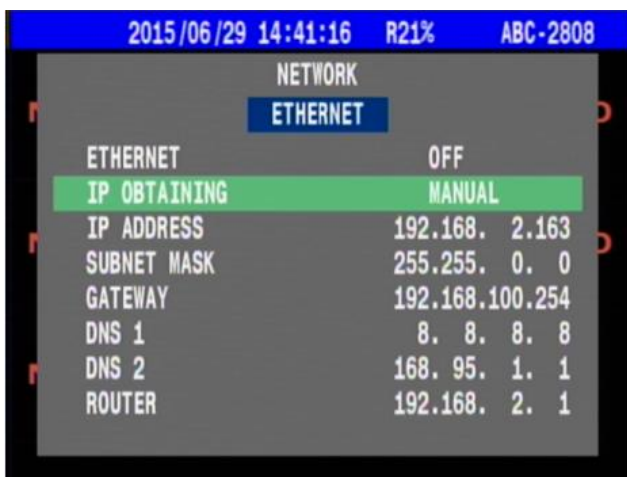 2015/06/29 14:41:16 R21% ABC-2808
NETWORK
ETHERNET
ETHERNET OFF
IP OBTAINING MANUAL
IP ADDRESS 192.168. 2.163
SUBNET MASK 255.255. 0. 0
GATEWAY 192.168.100.254
DNS 1 8. 8. 8. 8
DNS 2 168. 95. 1. 1
ROUTER 192.168. 2. 1